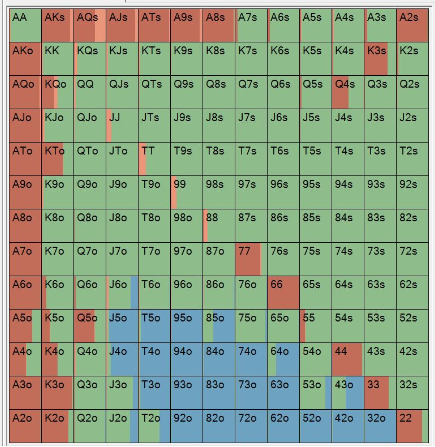 AA AKs AQs AJs ATs A9s A8s A7s A6s A5s A4s A3s A2s
AKo KK KQs KJs KTs K9s K8s K7s K6s K5s K4s K3s K2s
AQo KQo QQ QJs QTs Q9s Q8s Q7s Q6s Q5s Q4s Q3s Q2s
AJo KJo QJo JJ JTs J9s J8s J7s J6s J5s J4s J3s J2s
ATo KTo QTo JTo TT T9s T8s T7s T6s T5s T4s T3s T2s
A9o K9o Q9o J9o T9o 99 98s 97s 96s 95s 94s 93s 92s
A8o K8o Q8o J8o T8o 98o 88 87s 86s 85s 84s 83s 82s
A7o K7o Q7o J7o T7o 97o 87o 77 76s 75s 74s 73s 72s
A6o K6o Q6o J6o T6o 96o 86o 76o 66 65s 64s 63s 62s
A5o K5o Q5o J5o T5o 95o 85o 75o 65o 55 54s 53s 52s
A4o K4o Q4o J4o T4o 94o 84o 74o 64o 54o 44 43s 42s
A3o K3o Q3o J3o T3o 93o 83o 73o 63o 53o 43o 33 32s
A2o K2o Q2o J2o T2o 92o 82o 72o 62o 52o 42o 32o 22